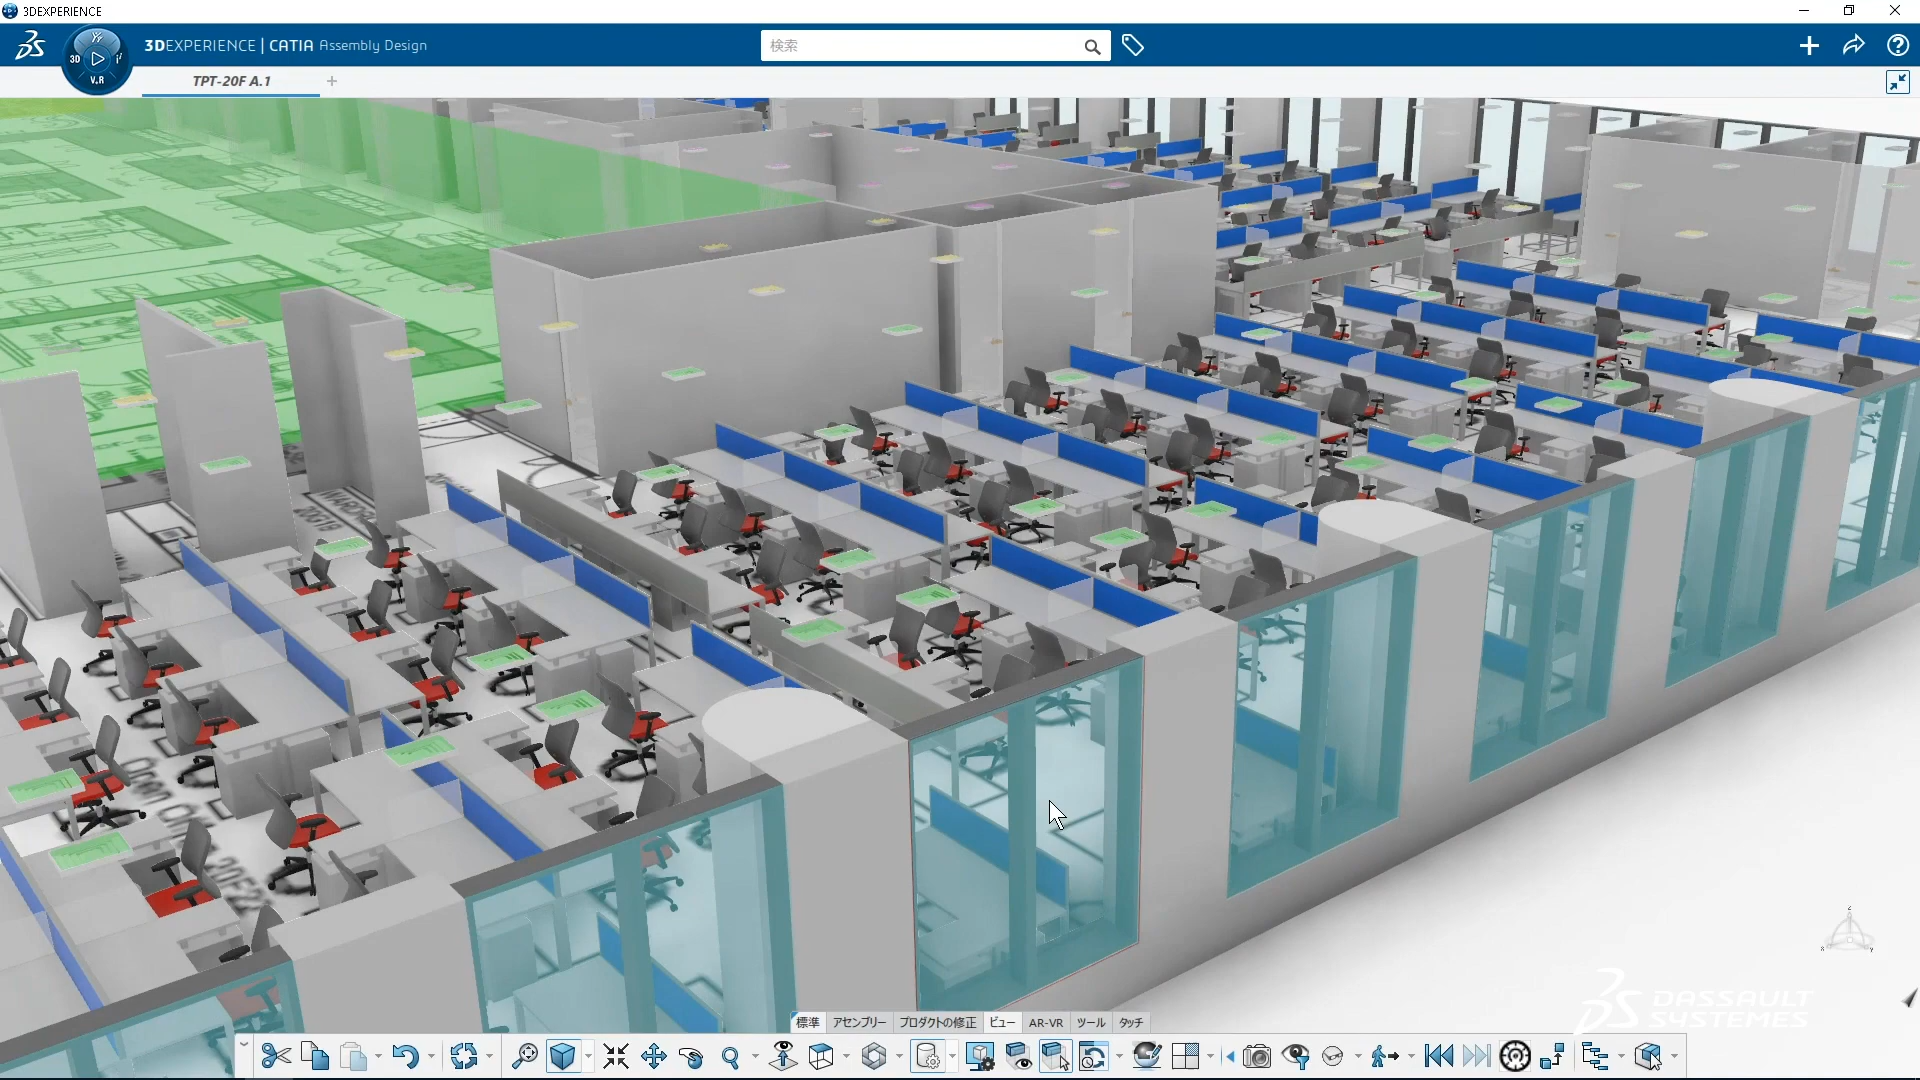 3DEXPERIENCE
3DEXPERIENCE | CATIA Assembly Design
検索
3D
V.R
TPT-20F A.1
標準
アセンブリー
プロダクトの修正
ビュー
AR-VR
ツール
タッチ
DASSAULT
SYSTEMES